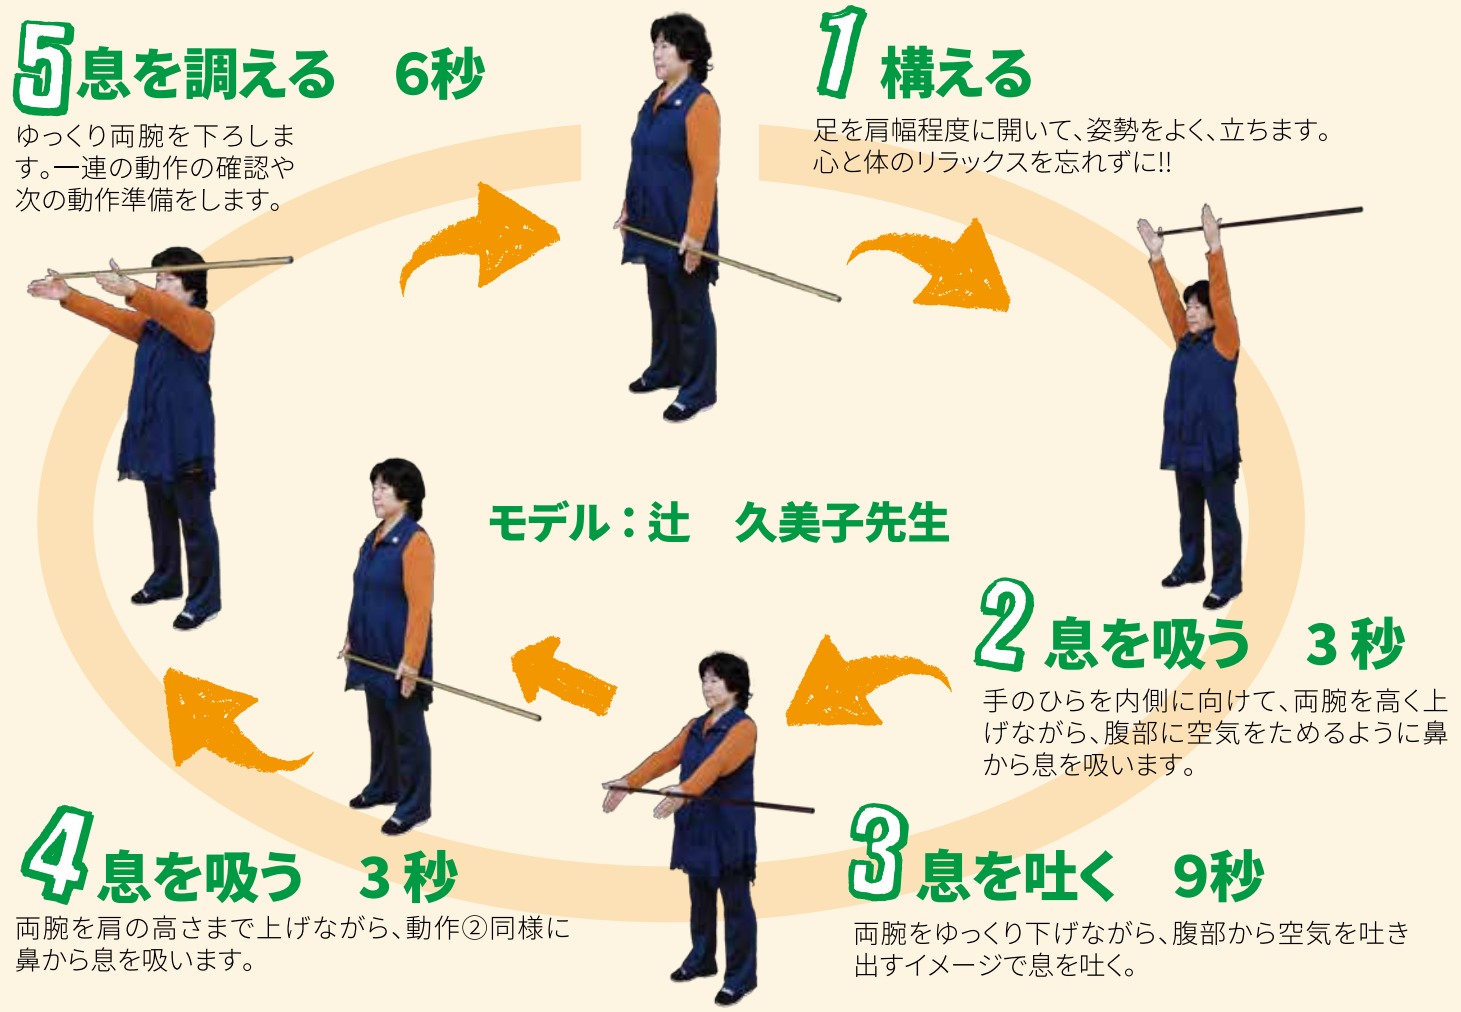 1 構える
足を肩幅程度に開いて、姿勢をよく、立ちます。
心と体のリラックスを忘れずに!!
2 息を吸う 3秒
手のひらを内側に向けて、両腕を高く上
げながら、腹部に空気をためるように鼻
から息を吸います。
3 息を吐く 9秒
両腕をゆっくり下げながら、腹部から空気を吐き
出すイメージで息を吐く。
4 息を吸う 3秒
両腕を肩の高さまで上げながら、動作②同様に
鼻から息を吸います。
5 息を調える 6秒
ゆっくり両腕を下ろしま
す。一連の動作の確認や
次の動作準備をします。
モデル：辻 久美子先生